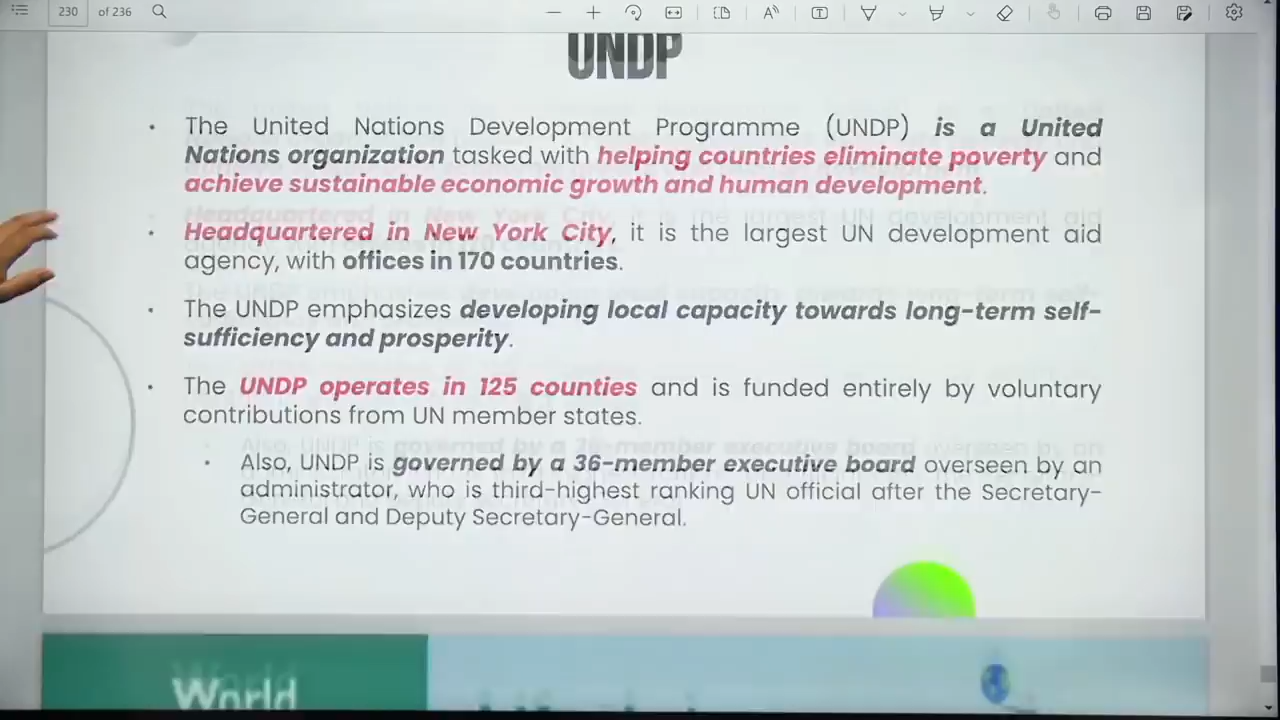 230 of 236
UNDP
• The United Nations Development Programme (UNDP) is a United
Nations organization tasked with helping countries eliminate poverty and
achieve sustainable economic growth and human development.
• Headquartered in New York City, it is the largest UN development aid
agency, with offices in 170 countries.
• The UNDP emphasizes developing local capacity towards long-term self-
sufficiency and prosperity.
• The UNDP operates in 125 counties and is funded entirely by voluntary
contributions from UN member states.
• Also, UNDP is governed by a 36-member executive board overseen by an
administrator, who is third-highest ranking UN official after the Secretary-
General and Deputy Secretary-General.
World